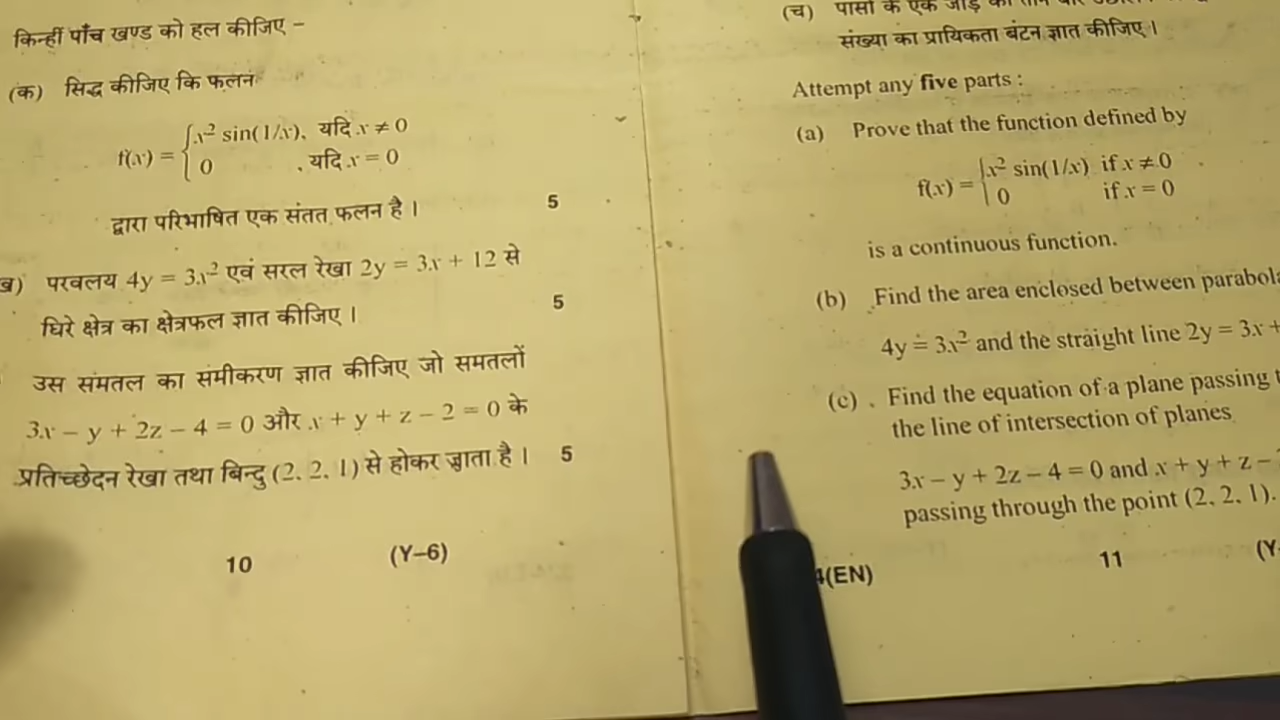 किन्हीं पाँच खण्ड को हल कीजिए –
(क) सिद्ध कीजिए कि फलन
f(x) = { x² sin(1/x), यदि x ≠ 0
0 , यदि x = 0
द्वारा परिभाषित एक संतत फलन है । 5
ख) परवलय 4y = 3x² एवं सरल रेखा 2y = 3x + 12 से
घिरे क्षेत्र का क्षेत्रफल ज्ञात कीजिए । 5
उस समतल का समीकरण ज्ञात कीजिए जो समतलों
3x – y + 2z – 4 = 0 और x + y + z – 2 = 0 के
प्रतिच्छेदन रेखा तथा बिन्दु (2, 2, 1) से होकर जाता है । 5
10 (Y–6)
(च) पासों के एक जोड़े को तीन बार
संख्या का प्रायिकता बंटन ज्ञात कीजिए ।
Attempt any five parts :
(a) Prove that the function defined by
f(x) = { x² sin(1/x) if x ≠ 0
0 if x = 0
is a continuous function.
(b) Find the area enclosed between parabola
4y = 3x² and the straight line 2y = 3x +
(c) Find the equation of a plane passing
the line of intersection of planes
3x – y + 2z – 4 = 0 and x + y + z –
passing through the point (2, 2, 1).
4(EN) 11 (Y-